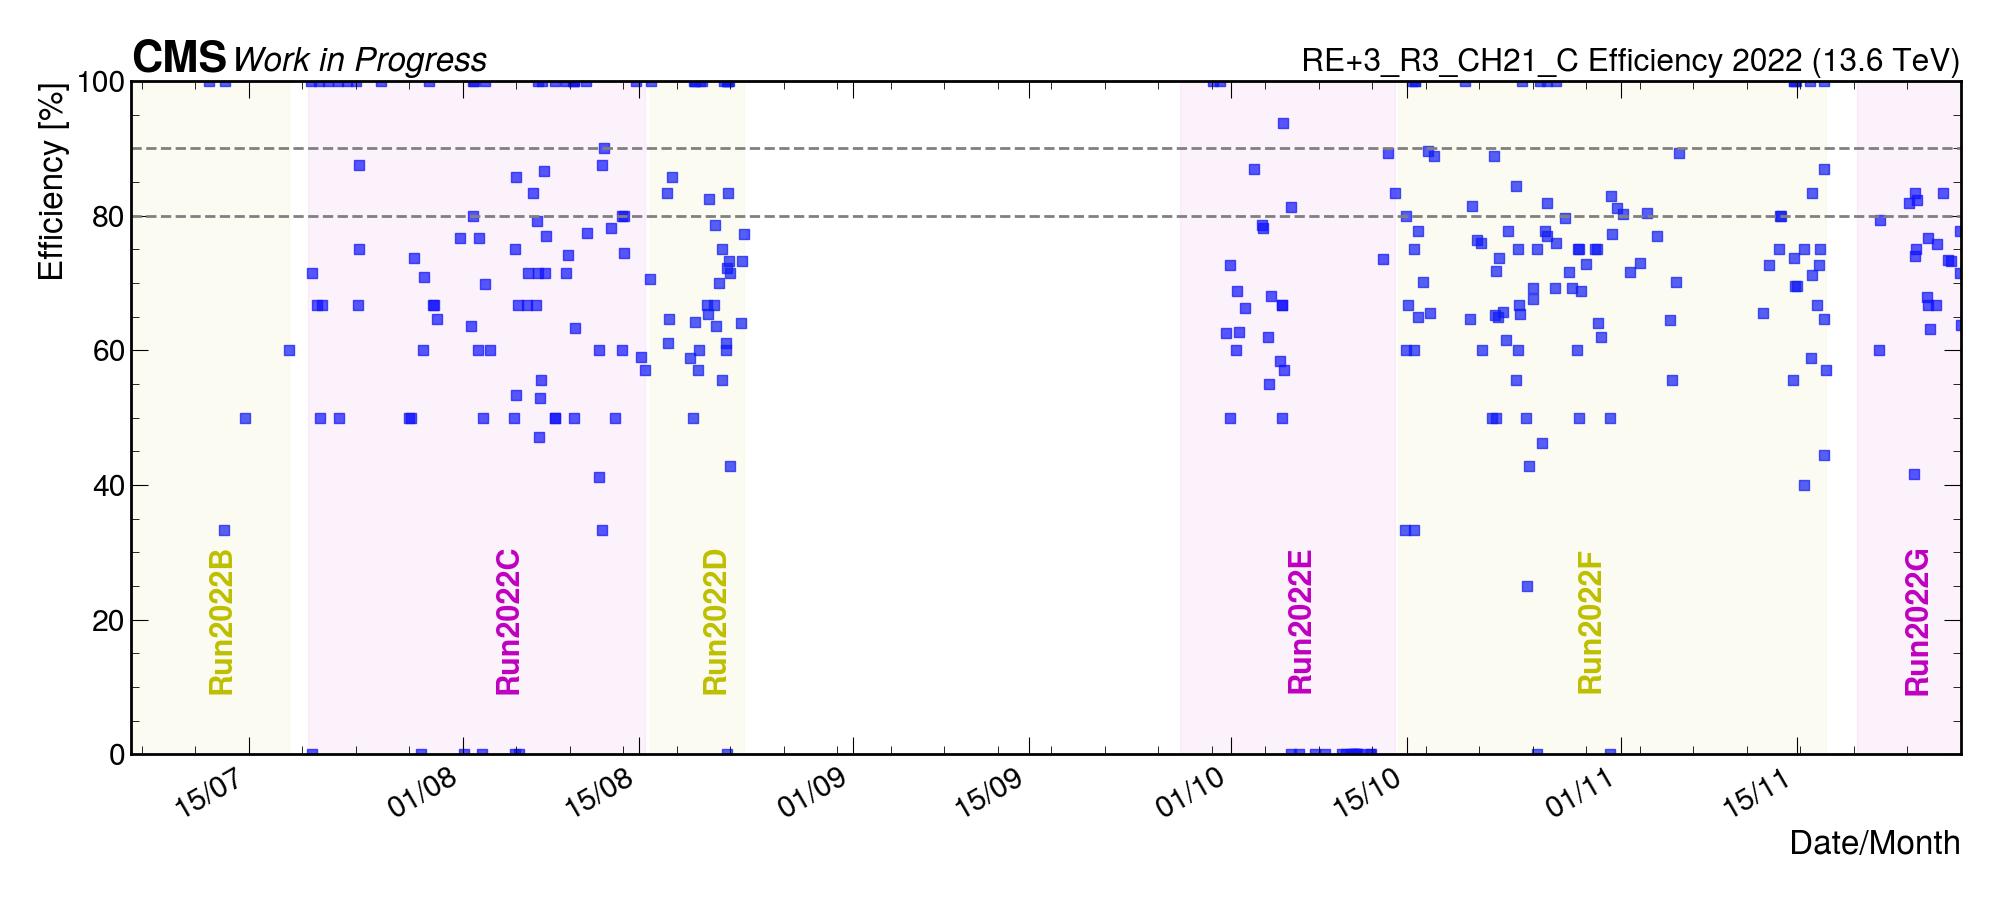 CMS Work in Progress
RE+3_R3_CH21_C Efficiency 2022 (13.6 TeV)
Efficiency [%]
100
80
60
40
20
0
Run2022B
Run2022C
Run2022D
Run2022E
Run2022F
Run2022G
15/07
01/08
15/08
01/09
15/09
01/10
15/10
01/11
15/11
Date/Month